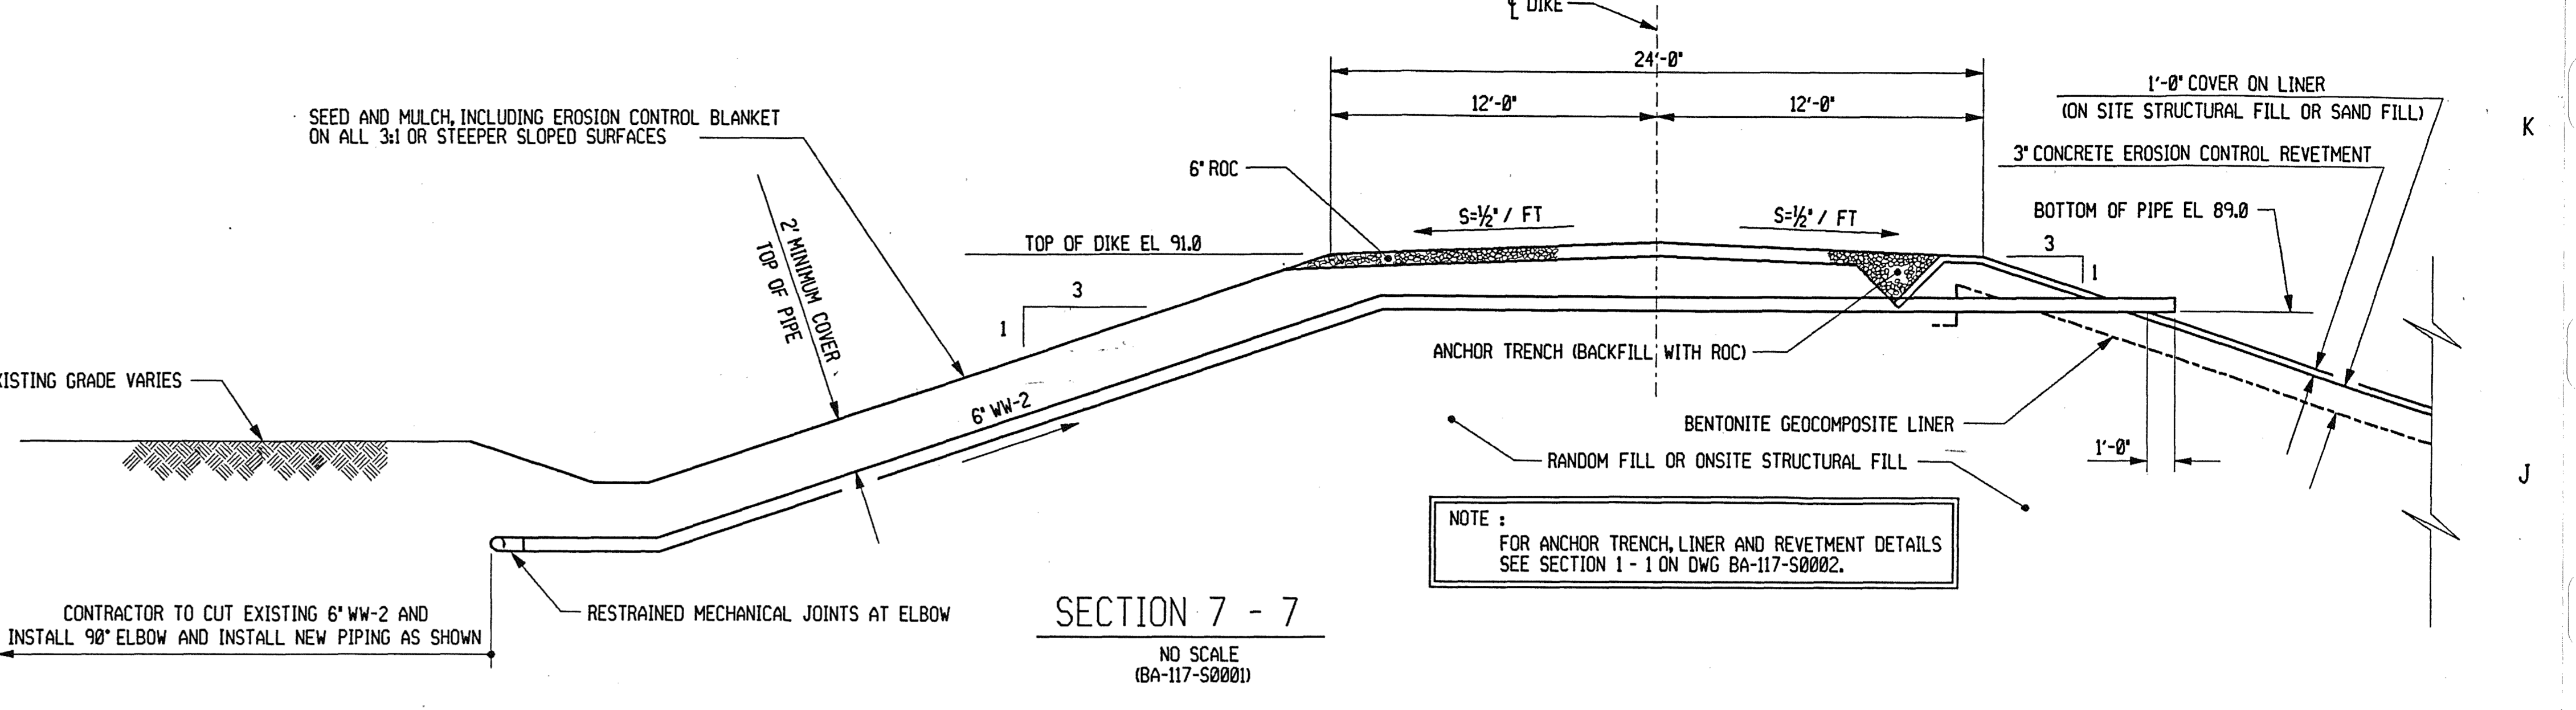 ℄ DIKE
24'-0"
12'-0"
12'-0"
1'-0" COVER ON LINER
(ON SITE STRUCTURAL FILL OR SAND FILL)
K
SEED AND MULCH, INCLUDING EROSION CONTROL BLANKET
ON ALL 3:1 OR STEEPER SLOPED SURFACES
3" CONCRETE EROSION CONTROL REVETMENT
6" ROC
S=½" / FT
S=½" / FT
BOTTOM OF PIPE EL 89.0
TOP OF DIKE EL 91.0
3
1
2' MINIMUM COVER
TOP OF PIPE
3
1
ANCHOR TRENCH (BACKFILL WITH ROC)
XISTING GRADE VARIES
6" WW-2
BENTONITE GEOCOMPOSITE LINER
1'-0"
RANDOM FILL OR ONSITE STRUCTURAL FILL
J
NOTE :
FOR ANCHOR TRENCH, LINER AND REVETMENT DETAILS
SEE SECTION 1 - 1 ON DWG BA-117-S0002.
CONTRACTOR TO CUT EXISTING 6" WW-2 AND
INSTALL 90° ELBOW AND INSTALL NEW PIPING AS SHOWN
RESTRAINED MECHANICAL JOINTS AT ELBOW
SECTION 7 - 7
NO SCALE
(BA-117-S0001)